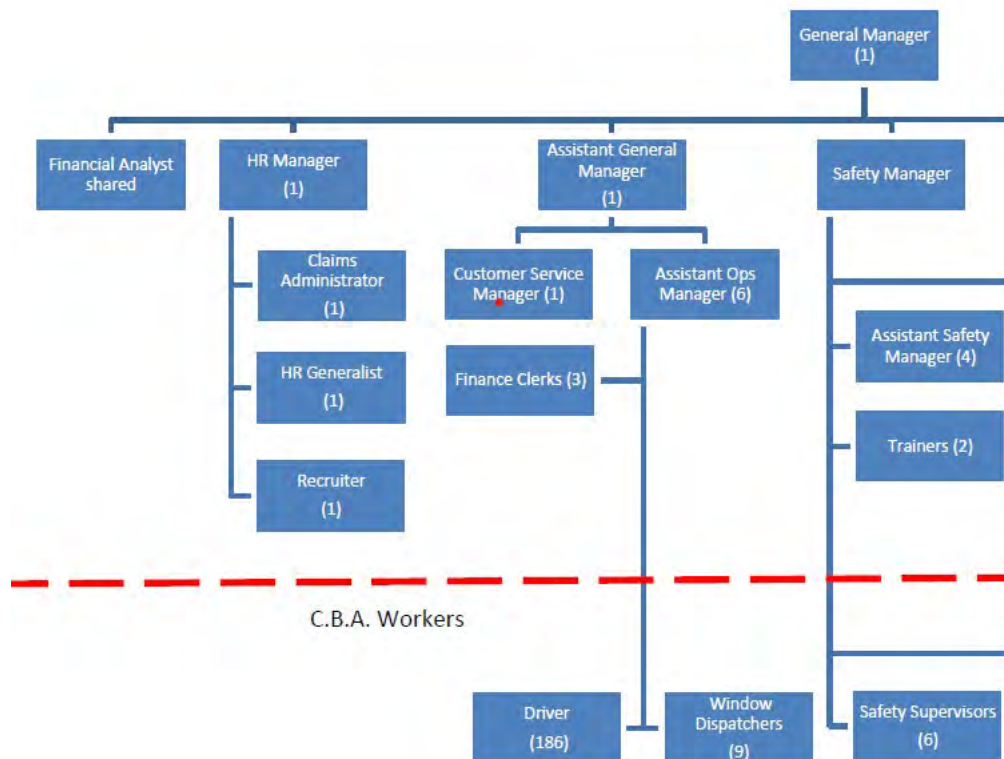 General Manager
(1)
Financial Analyst
shared
HR Manager
(1)
Assistant General
Manager
(1)
Safety Manager
Claims
Administrator
(1)
Customer Service
Manager (1)
Assistant Ops
Manager (6)
Assistant Safety
Manager (4)
HR Generalist
(1)
Finance Clerks (3)
Trainers (2)
Recruiter
(1)
C.B.A. Workers
Driver
(186)
Window
Dispatchers
(9)
Safety Supervisors
(6)